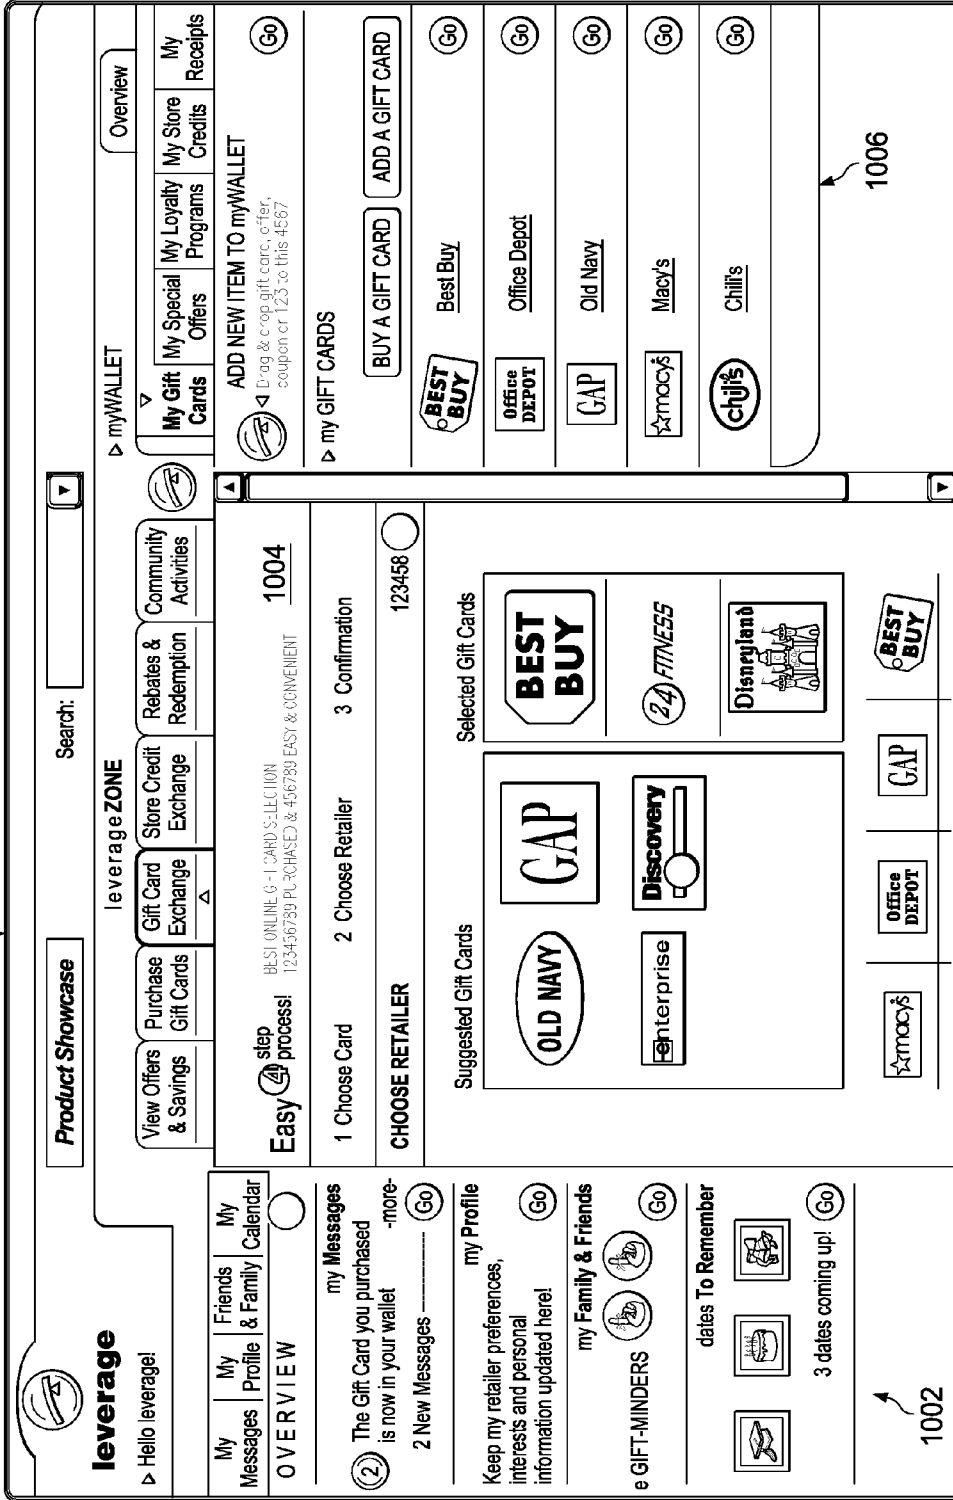 leverage
Product Showcase
Search:
▷ Hello leverage!
leverageZONE
▷ myWALLET
Overview
View Offers & Savings
Purchase Gift Cards
Gift Card Exchange
Store Credit Exchange
Rebates & Redemption
Community Activities
My Gift Cards
My Special Offers
My Loyalty Programs
My Store Credits
My Receipts
My Messages
My Profile
Friends & Family
My Calendar
OVERVIEW
my Messages
2
The Gift Card you purchased
is now in your wallet
-more-
2 New Messages
Go
my Profile
Keep my retailer preferences,
interests and personal
information updated here!
Go
my Family & Friends
e GIFT-MINDERS
Go
dates To Remember
3 dates coming up!
Go
1002
Easy 4 step process!
1004
123456789 PURCHASED & 456789 EASY & CONVENIENT
1 Choose Card
2 Choose Retailer
3 Confirmation
CHOOSE RETAILER
123458
Suggested Gift Cards
Selected Gift Cards
OLD NAVY
GAP
enterprise
Discovery
BEST BUY
24 FITNESS
Disneyland
macy's
Office DEPOT
GAP
BEST BUY
ADD NEW ITEM TO myWALLET
Go
Drag & drop gift card, offer,
coupon or 123 to this 4567
▷ my GIFT CARDS
BUY A GIFT CARD
ADD A GIFT CARD
BEST BUY
Best Buy
Go
Office DEPOT
Office Depot
Go
GAP
Old Navy
Go
macy's
Macy's
Go
chili's
Chili's
Go
1006